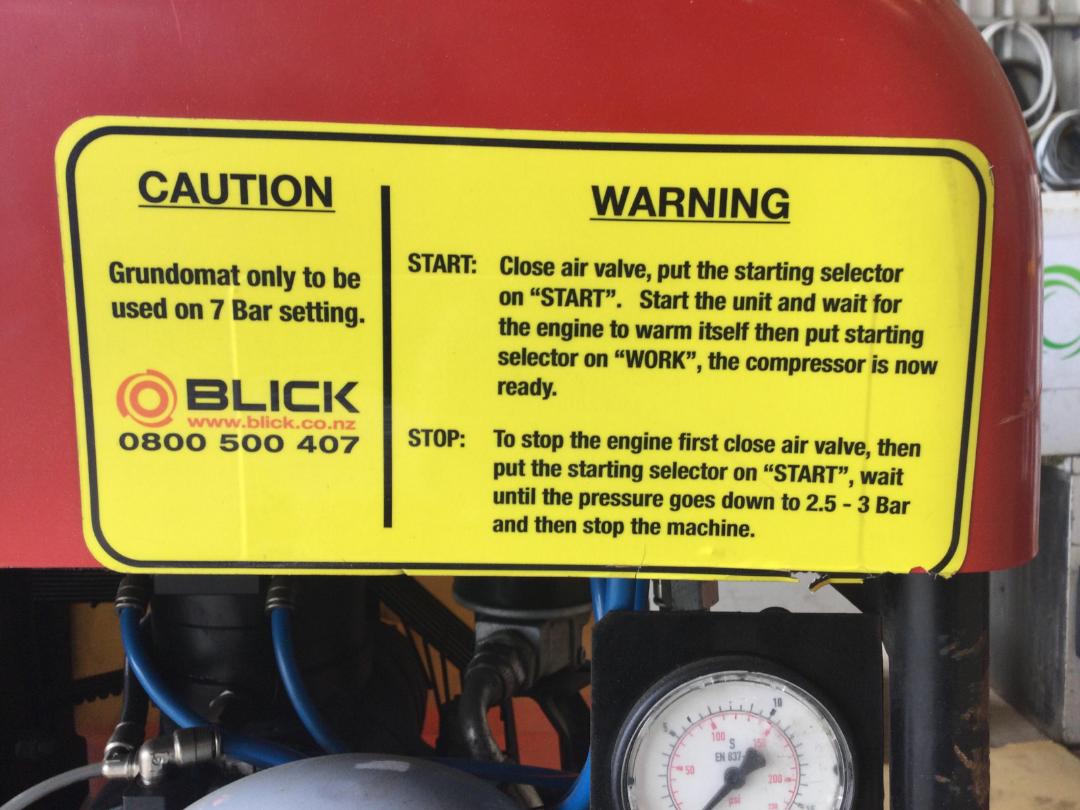 CAUTION
Grundomat only to be
used on 7 Bar setting.
BLICK
www.blick.co.nz
0800 500 407
WARNING
START: Close air valve, put the starting selector
on “START”. Start the unit and wait for
the engine to warm itself then put starting
selector on “WORK”, the compressor is now
ready.
STOP: To stop the engine first close air valve, then
put the starting selector on “START”, wait
until the pressure goes down to 2.5 - 3 Bar
and then stop the machine.
5
10
100
150
S
EN 837-
50
200
psi